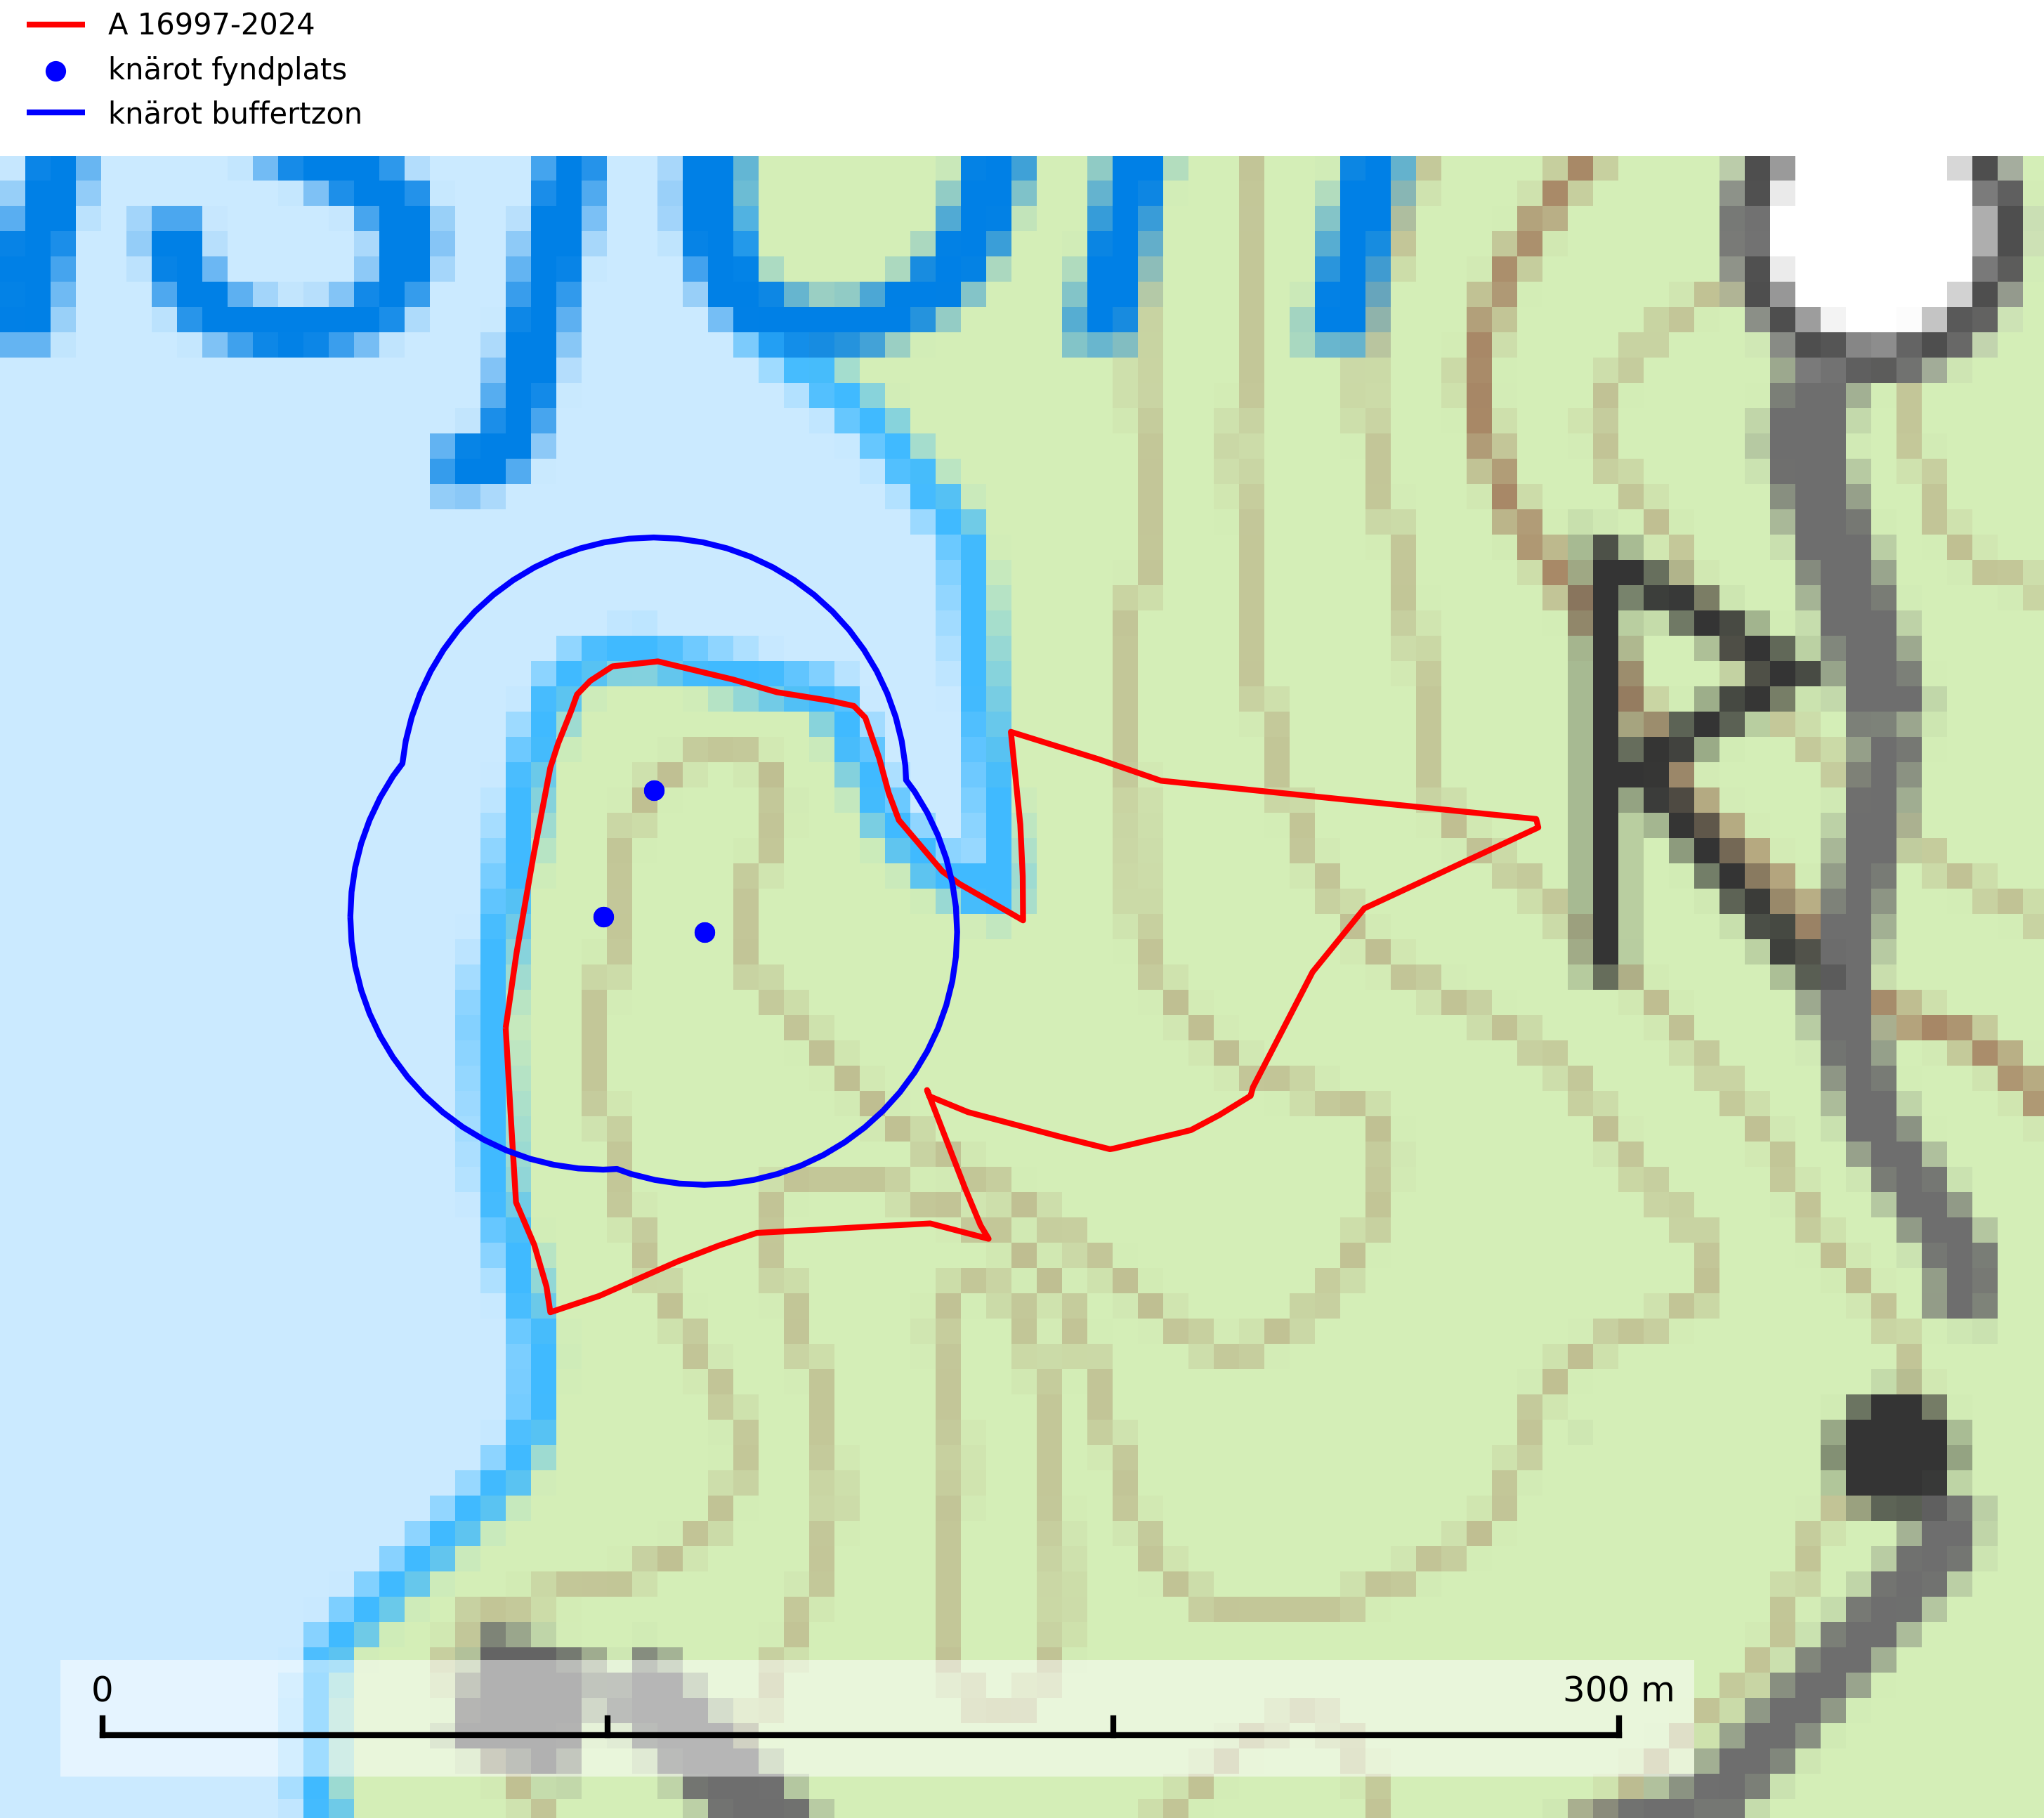 A 16997-2024
knärot fyndplats
knärot buffertzon
0 300 m